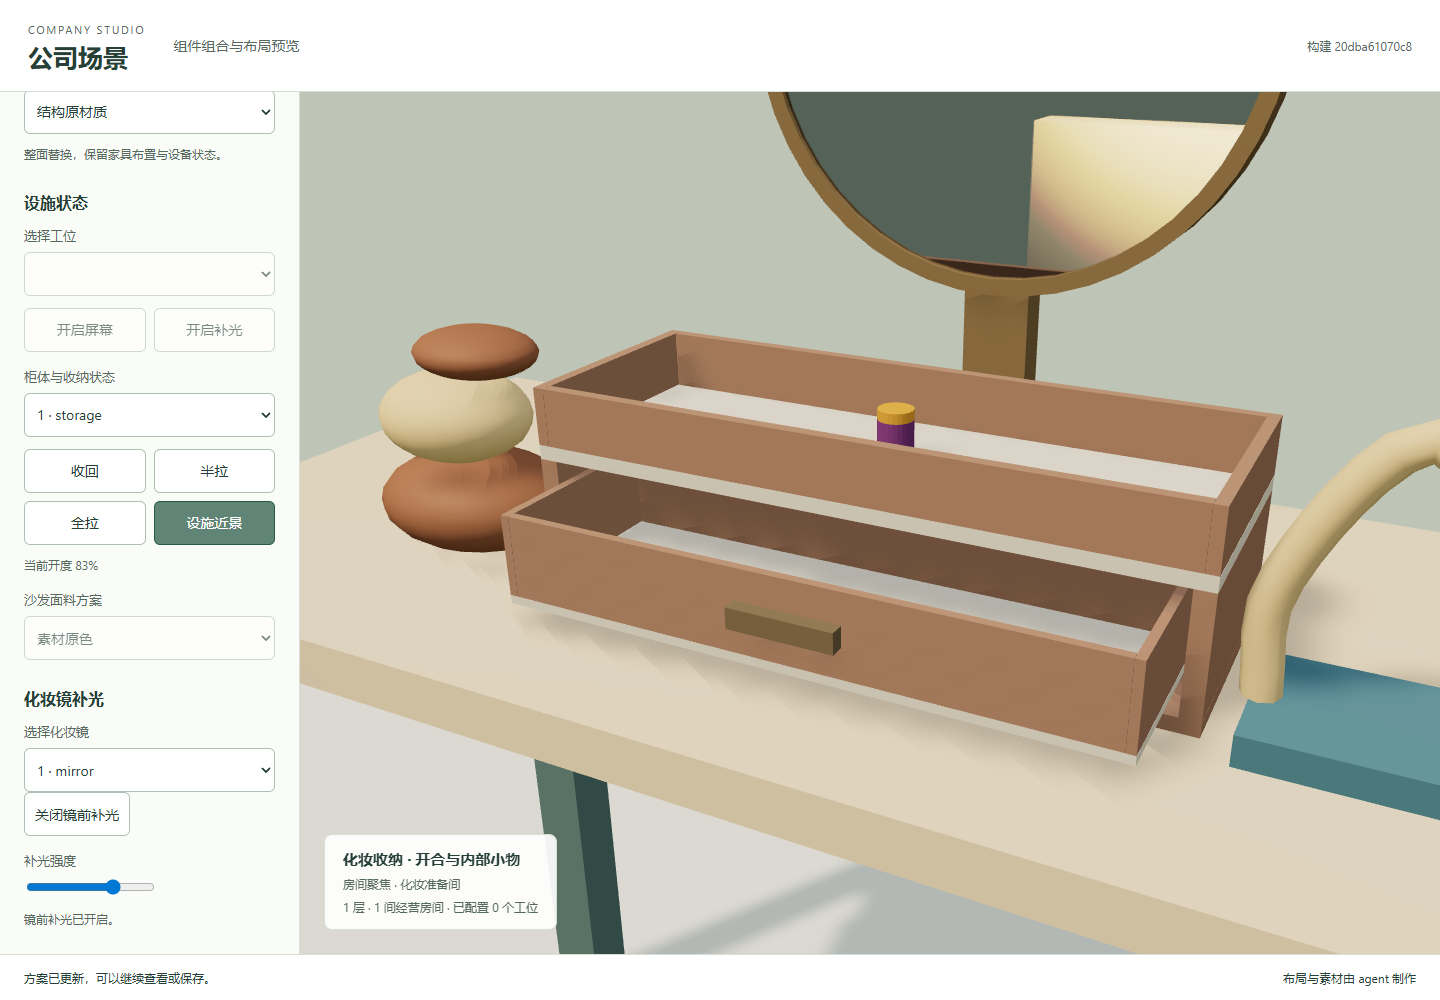 COMPANY STUDIO
公司场景
组件组合与布局预览
构建 20dba61070c8
结构原材质
整面替换，保留家具布置与设备状态。
设施状态
选择工位
开启屏幕
开启补光
柜体与收纳状态
1 · storage
收回
半拉
全拉
设施近景
当前开度 83%
沙发面料方案
素材原色
化妆镜补光
选择化妆镜
1 · mirror
关闭镜前补光
补光强度
镜前补光已开启。
化妆收纳 · 开合与内部小物
房间聚焦 · 化妆准备间
1 层 · 1 间经营房间 · 已配置 0 个工位
方案已更新，可以继续查看或保存。
布局与素材由 agent 制作